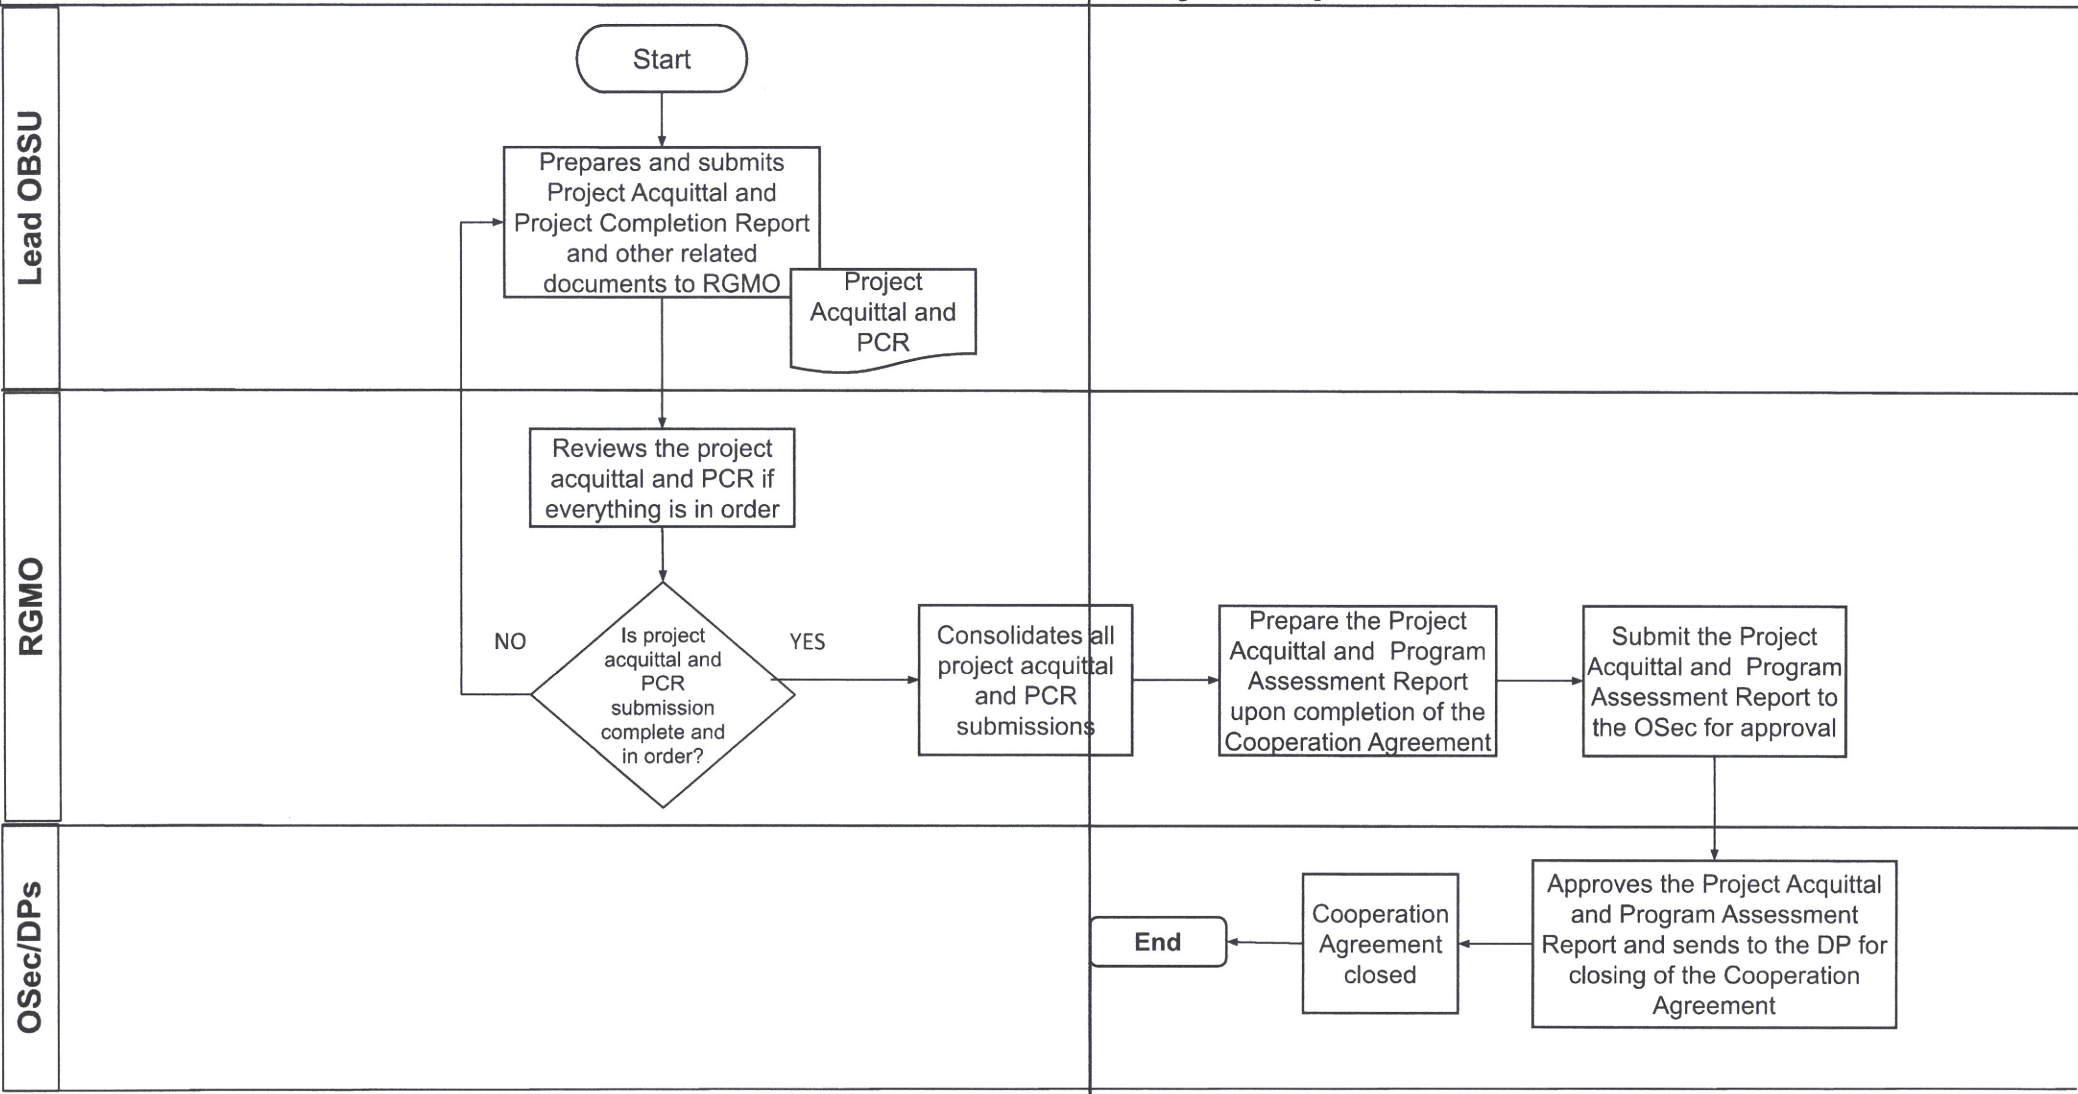 Lead OBSU
Start
Prepares and submits
Project Acquittal and
Project Completion Report
and other related
documents to RGMO
Project
Acquittal and
PCR
RGMO
Reviews the project
acquittal and PCR if
everything is in order
NO
Is project
acquittal and
PCR
submission
complete and
in order?
YES
Consolidates all
project acquittal
and PCR
submissions
Prepare the Project
Acquittal and Program
Assessment Report
upon completion of the
Cooperation Agreement
Submit the Project
Acquittal and Program
Assessment Report to
the OSec for approval
OSec/DPs
Approves the Project Acquittal
and Program Assessment
Report and sends to the DP for
closing of the Cooperation
Agreement
Cooperation
Agreement
closed
End